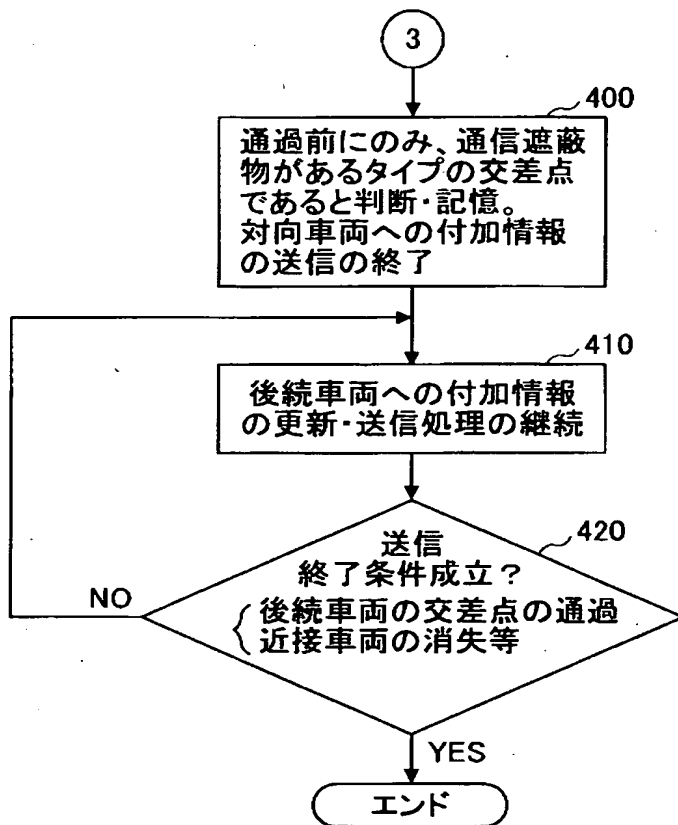 3
400
通過前にのみ、通信遮蔽
物があるタイプの交差点
であると判断・記憶。
対向車両への付加情報
の送信の終了
410
後続車両への付加情報
の更新・送信処理の継続
420
送信
終了条件成立?
後続車両の交差点の通過
近接車両の消失等
NO
YES
エンド